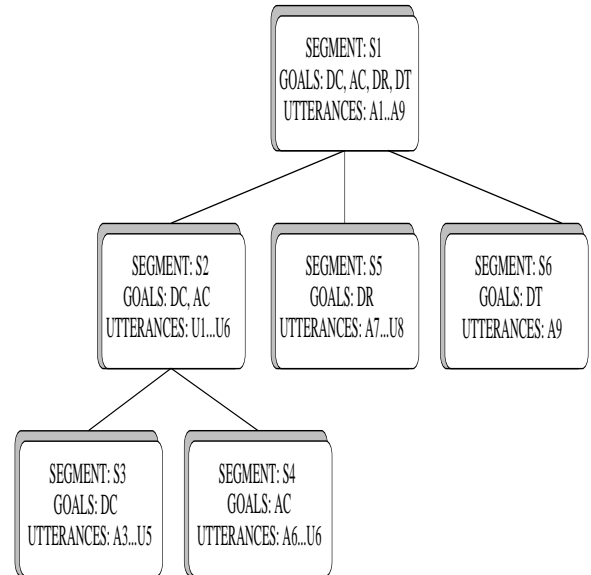 SEGMENT: S1
GOALS: DC, AC, DR, DT
UTTERANCES: A1..A9
SEGMENT: S2
GOALS: DC, AC
UTTERANCES: U1...U6
SEGMENT: S5
GOALS: DR
UTTERANCES: A7...U8
SEGMENT: S6
GOALS: DT
UTTERANCES: A9
SEGMENT: S3
GOALS: DC
UTTERANCES: A3...U5
SEGMENT: S4
GOALS: AC
UTTERANCES: A6...U6